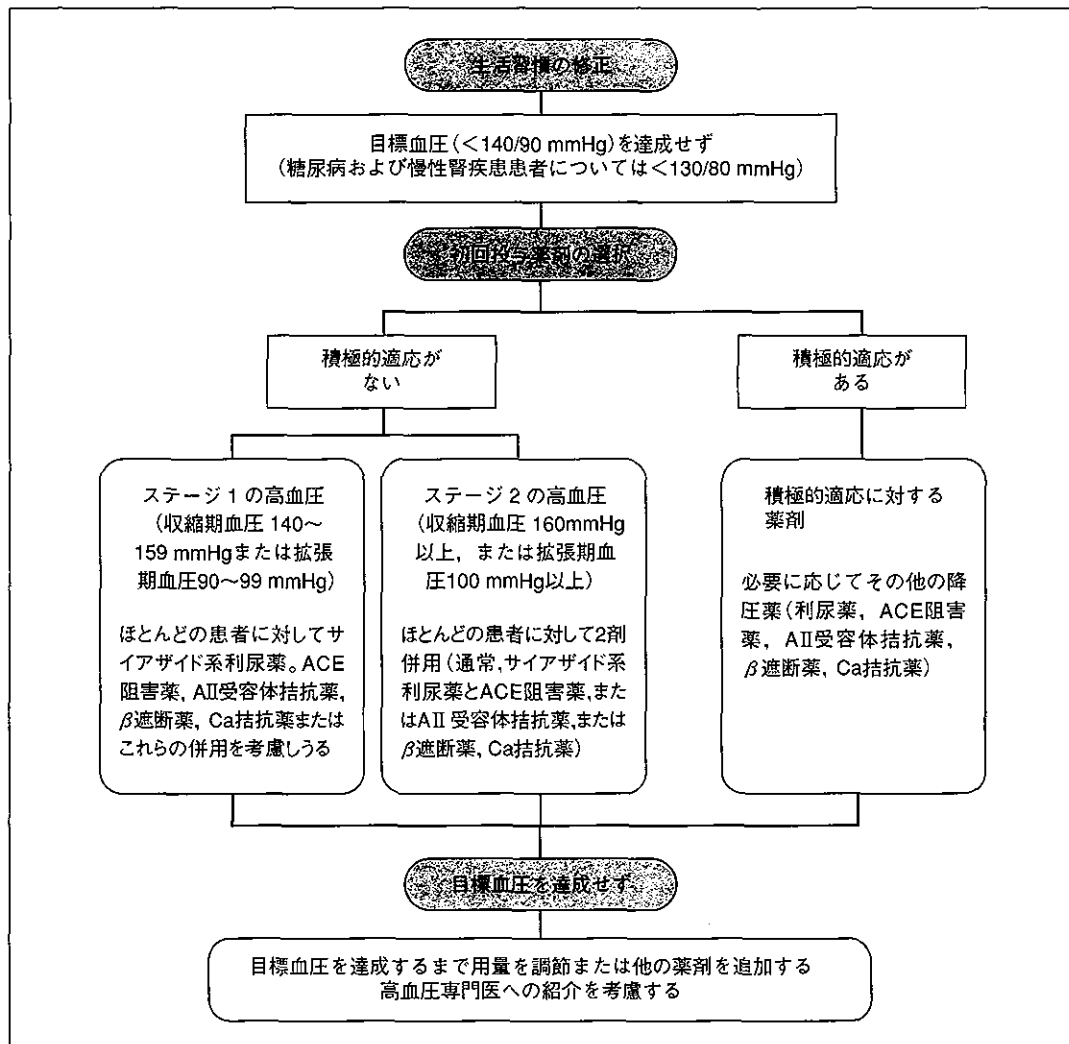 生活習慣の修正
目標血圧(<140/90 mmHg)を達成せず
(糖尿病および慢性腎疾患患者については<130/80 mmHg)
初回投与薬剤の選択
積極的適応が
ない
積極的適応が
ある
ステージ1の高血圧
(収縮期血圧 140~
159 mmHgまたは拡張
期血圧90~99 mmHg)
ほとんどの患者に対してサ
イアザイド系利尿薬。ACE
阻害薬, AII受容体拮抗薬,
β遮断薬, Ca拮抗薬または
これらの併用を考慮しうる
ステージ2の高血圧
(収縮期血圧 160mmHg
以上, または拡張期血
圧100 mmHg以上)
ほとんどの患者に対して2剤
併用(通常,サイアザイド系
利尿薬とACE阻害薬,また
はAII 受容体拮抗薬,または
β遮断薬, Ca拮抗薬)
積極的適応に対する
薬剤
必要に応じてその他の降
圧薬(利尿薬, ACE阻害
薬, AII受容体拮抗薬,
β遮断薬, Ca拮抗薬)
目標血圧を達成せず
目標血圧を達成するまで用量を調節または他の薬剤を追加する
高血圧専門医への紹介を考慮する